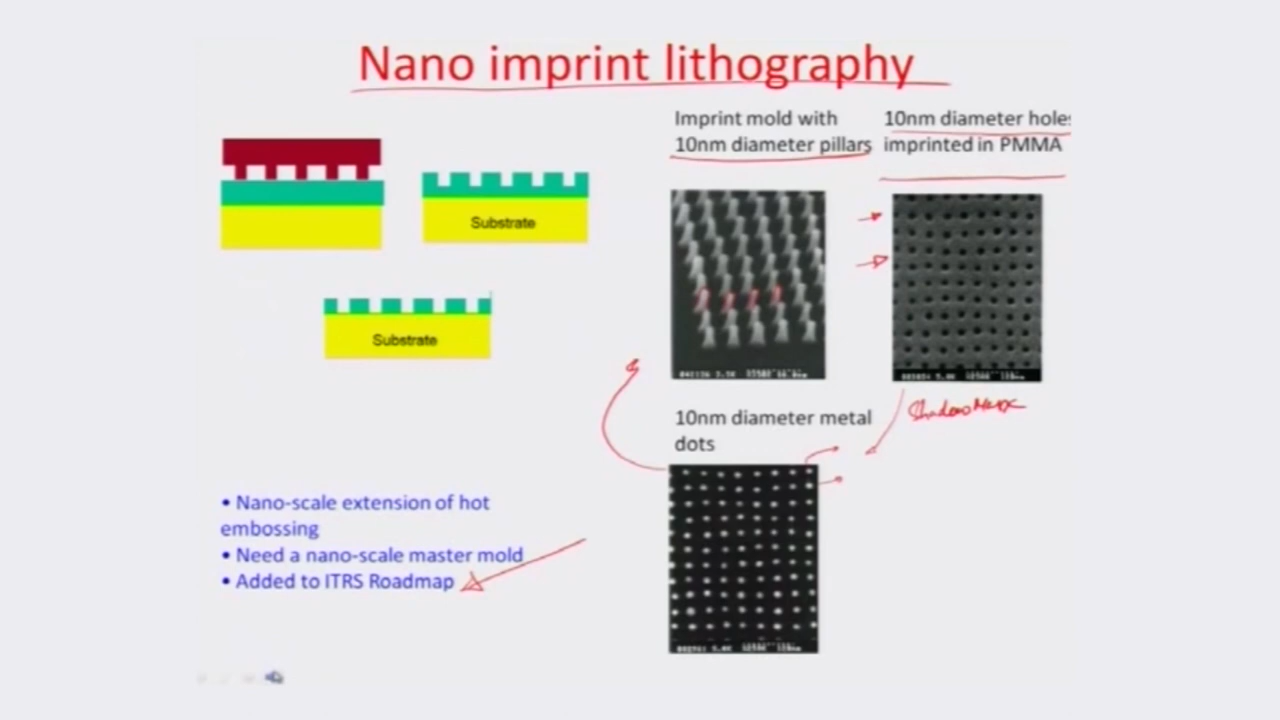 Nano imprint lithography
Imprint mold with
10nm diameter pillars
10nm diameter holes
imprinted in PMMA
Substrate
Substrate
10nm diameter metal
dots
• Nano-scale extension of hot
embossing
• Need a nano-scale master mold
• Added to ITRS Roadmap